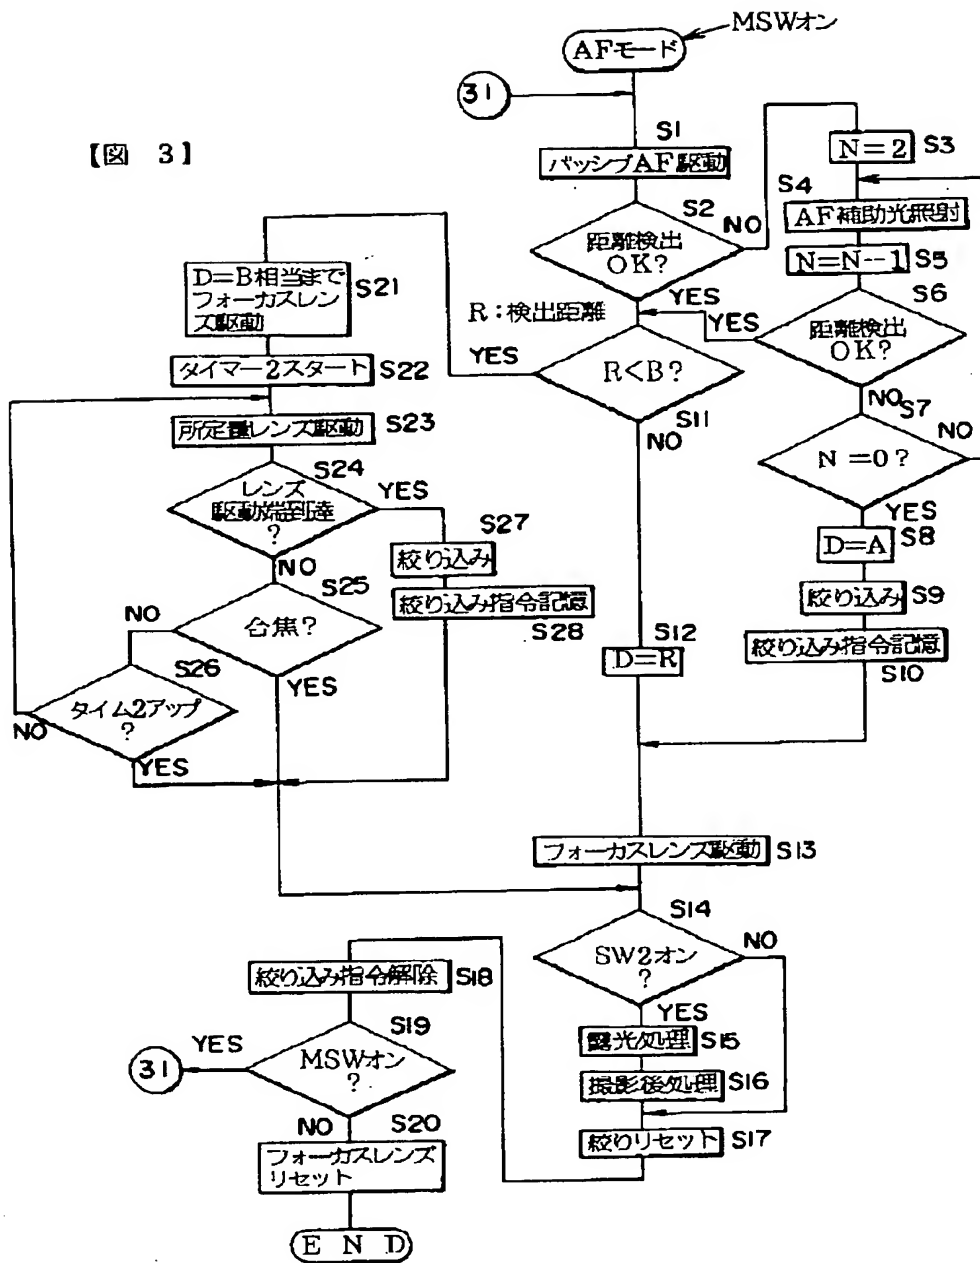 MSWオン
AFモード
31
【図 3】
S1
パッシブAF駆動
S2
距離検出
OK?
NO
YES
S3
N=2
S4
AF補助光照射
N=N-1
S5
S6
距離検出
OK?
YES
NO
R:検出距離
R<B?
S11
YES
NO
S7
N=0?
NO
YES
D=A
S8
絞り込み
S9
絞り込み指令記憶
S10
S12
D=R
D=B相当まで
フォーカスレン
ズ駆動
S21
タイマー2スタート
S22
所定量レンズ駆動
S23
S24
レンズ
駆動端到達
?
YES
NO
S27
絞り込み
絞り込み指令記憶
S28
S25
合焦?
NO
YES
S26
タイム2アップ
?
NO
YES
フォーカスレンズ駆動
S13
S14
SW2オン
?
NO
YES
露光処理
S15
撮影後処理
S16
絞りリセット
S17
絞り込み指令解除
S18
S19
MSWオン
?
YES
31
NO
S20
フォーカスレンズ
リセット
END